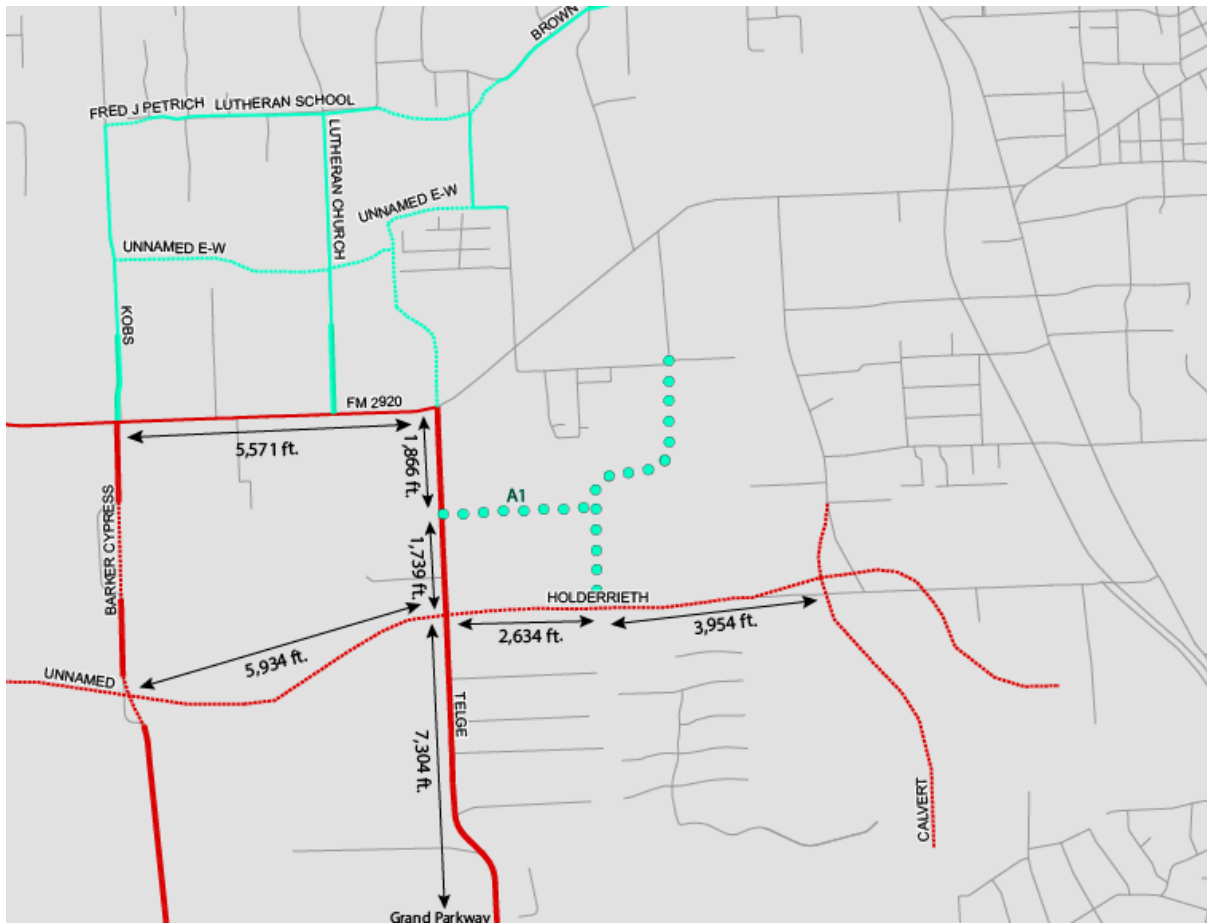 BROWN
FRED J PETRICH
LUTHERAN SCHOOL
LUTHERAN CHURCH
UNNAMED E-W
UNNAMED E-W
KOBS
FM 2920
5,571 ft.
1,866 ft.
A1
BARKER CYPRESS
1,739 ft.
HOLDERRIETH
2,634 ft.
3,954 ft.
5,934 ft.
UNNAMED
TELGE
7,304 ft.
CALVERT
Grand Parkway